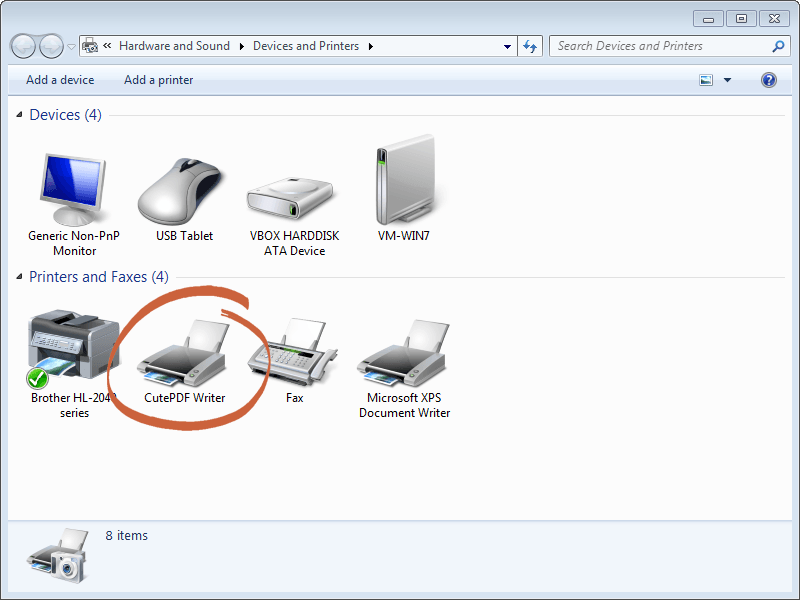 « Hardware and Sound ▸ Devices and Printers ▸
Search Devices and Printers
Add a device Add a printer
Devices (4)
Generic Non-PnP
Monitor
USB Tablet
VBOX HARDDISK
ATA Device
VM-WIN7
Printers and Faxes (4)
Brother HL-2040
series
CutePDF Writer
Fax
Microsoft XPS
Document Writer
8 items